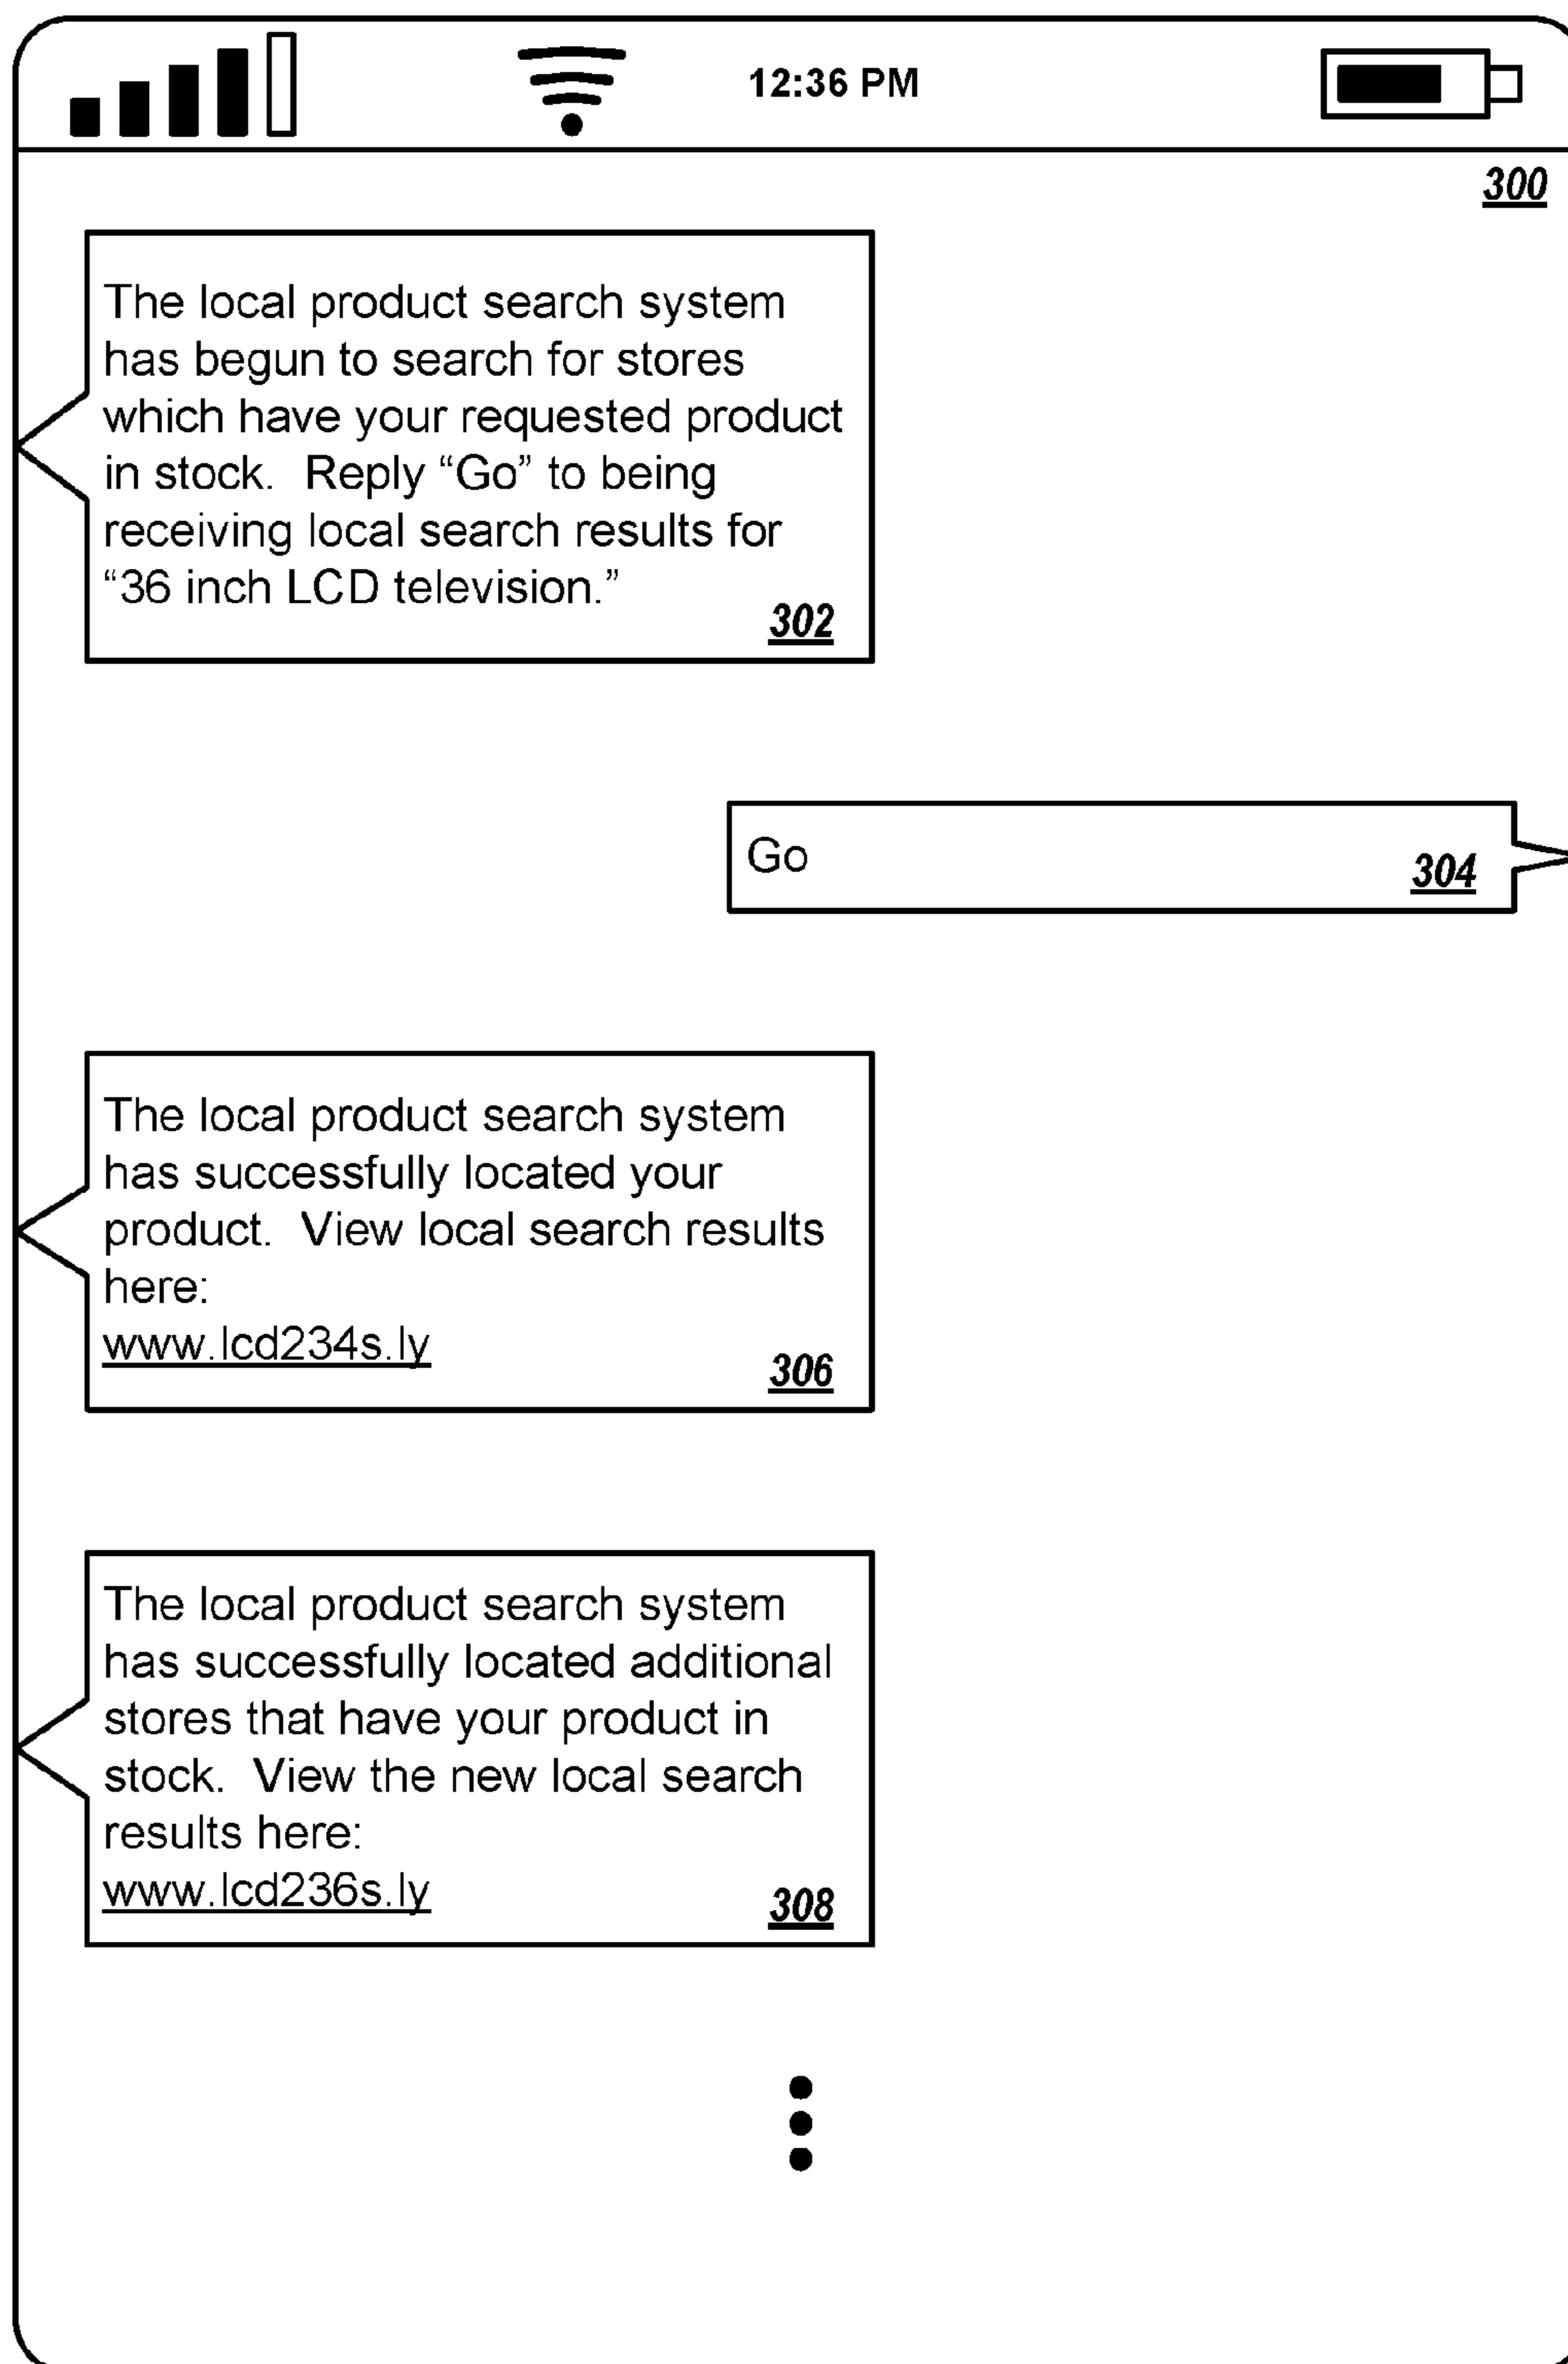 12:36 PM
300
The local product search system
has begun to search for stores
which have your requested product
in stock.  Reply “Go” to being
receiving local search results for
“36 inch LCD television.”
302
Go
304
The local product search system
has successfully located your
product.  View local search results
here:
www.lcd234s.ly
306
The local product search system
has successfully located additional
stores that have your product in
stock.  View the new local search
results here:
www.lcd236s.ly
308